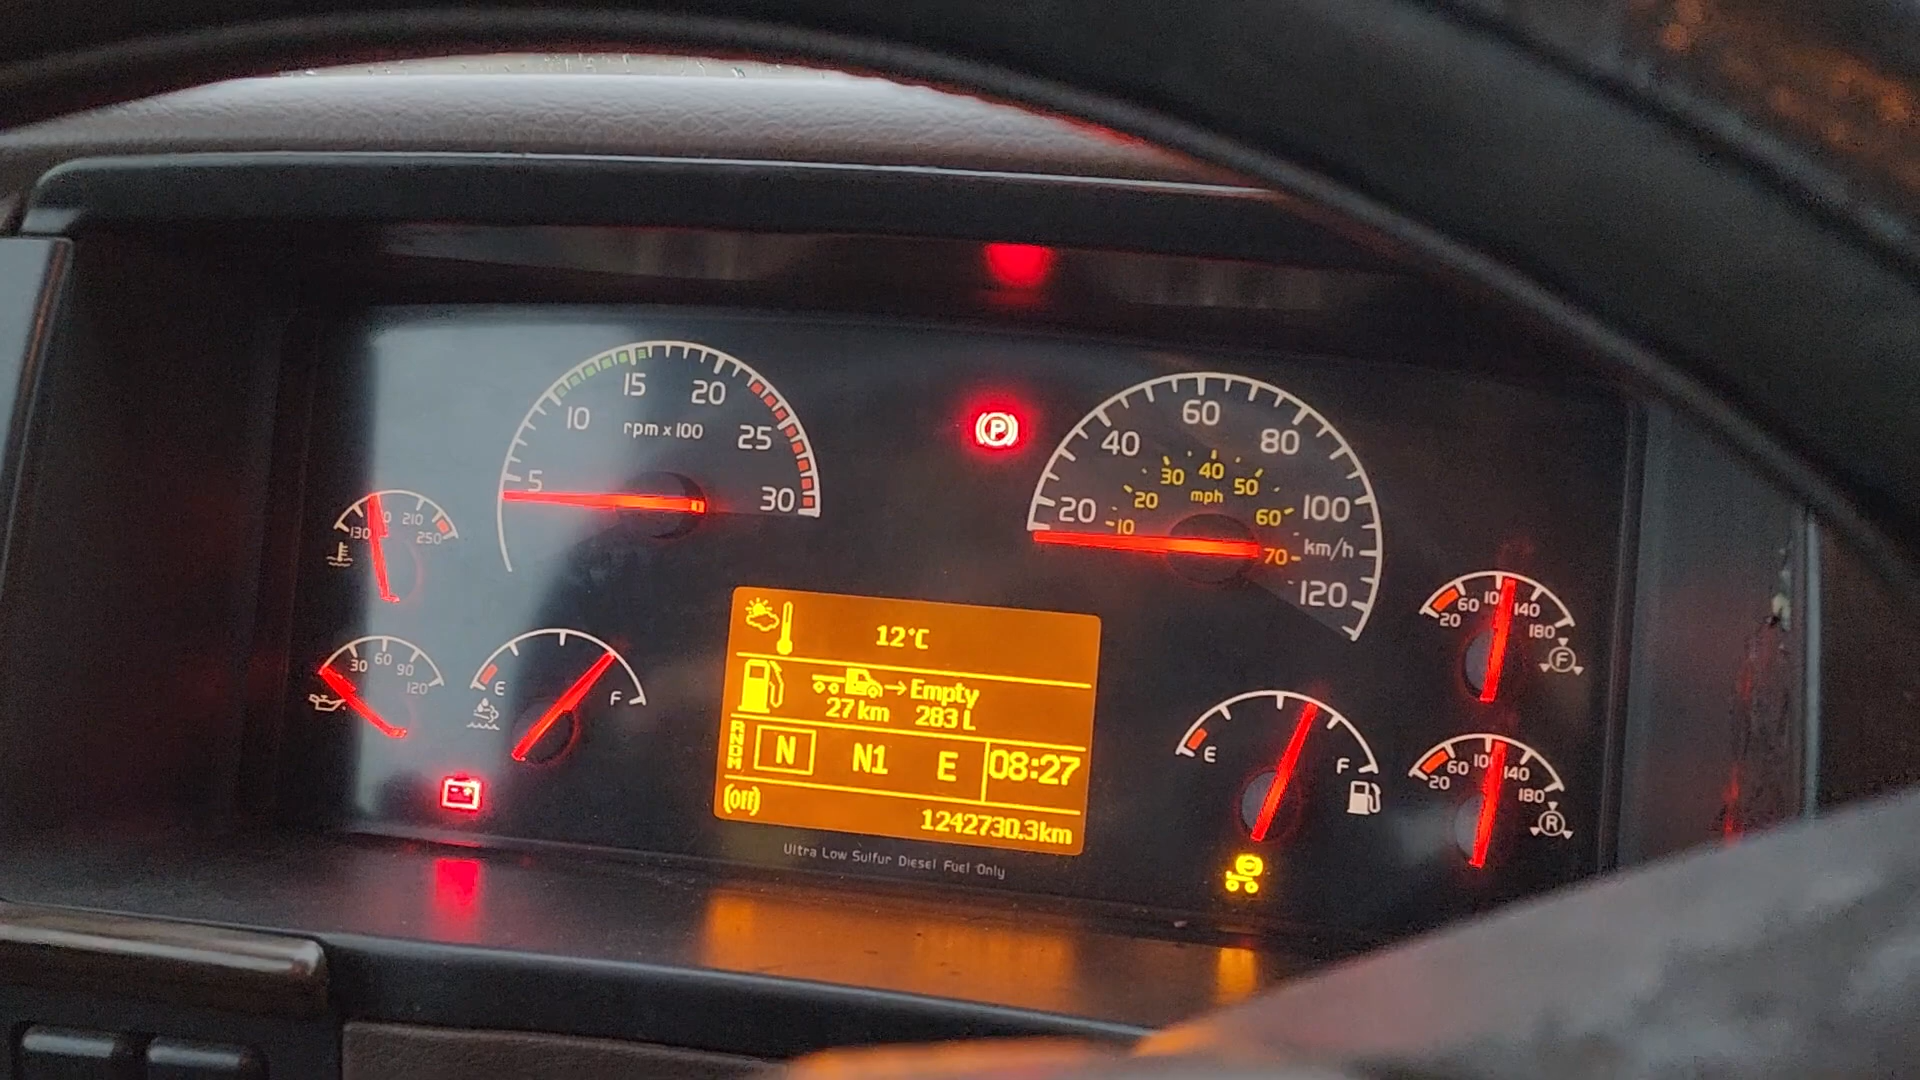 5 10 15 20 25 30
rpm x 100
P
20 40 60 80 100 120
km/h
10 20 30 40 50 60 70
mph
130 210 250
30 60 90 120
E F
12°C
→ Empty
27 km 283 L
N N1 E 08:27
(off)
1242730.3km
Ultra Low Sulfur Diesel Fuel Only
E F
20 60 140 180
F
20 60 140 180
R